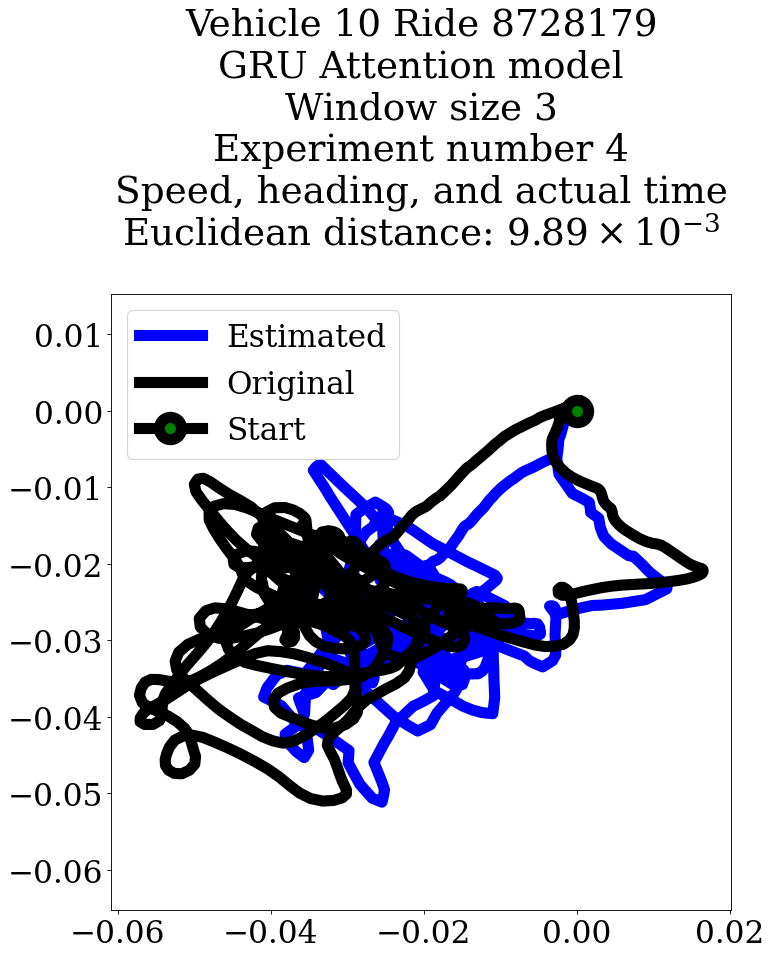 Vehicle 10 Ride 8728179
GRU Attention model
Window size 3
Experiment number 4
Speed, heading, and actual time
Euclidean distance: 9.89 × 10⁻³
Estimated
Original
Start
0.01
0.00
−0.01
−0.02
−0.03
−0.04
−0.05
−0.06
−0.06 −0.04 −0.02 0.00 0.02